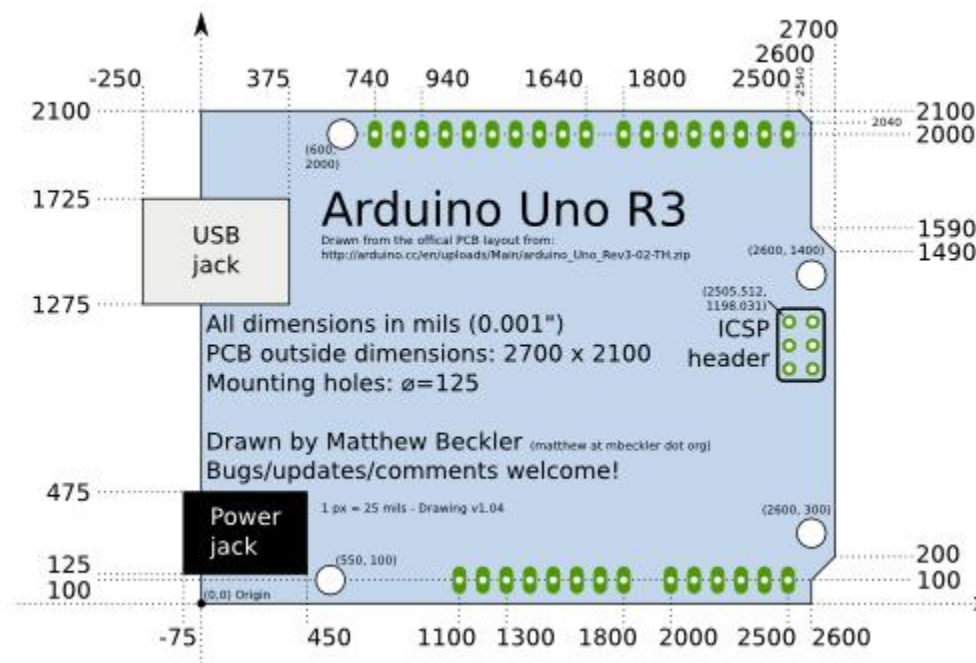 2700
2600
-250 375 740 940 1640 1800 2500
2540
2100 2100
2040
2000
(600,
2000)
1725
Arduino Uno R3
Drawn from the offical PCB layout from:
http://arduino.cc/en/uploads/Main/arduino_Uno_Rev3-02-TH.zip
USB
jack
1590
1490
(2600, 1400)
(2505.512,
1198.031)
1275
ICSP
header
All dimensions in mils (0.001")
PCB outside dimensions: 2700 x 2100
Mounting holes: ⌀=125
Drawn by Matthew Beckler (matthew at mbeckler dot org)
Bugs/updates/comments welcome!
475
1 px = 25 mils - Drawing v1.04
(2600, 300)
Power
jack
(550, 100)
125
100
200
100
(0,0) Origin
-75 450 1100 1300 1800 2000 2500 2600